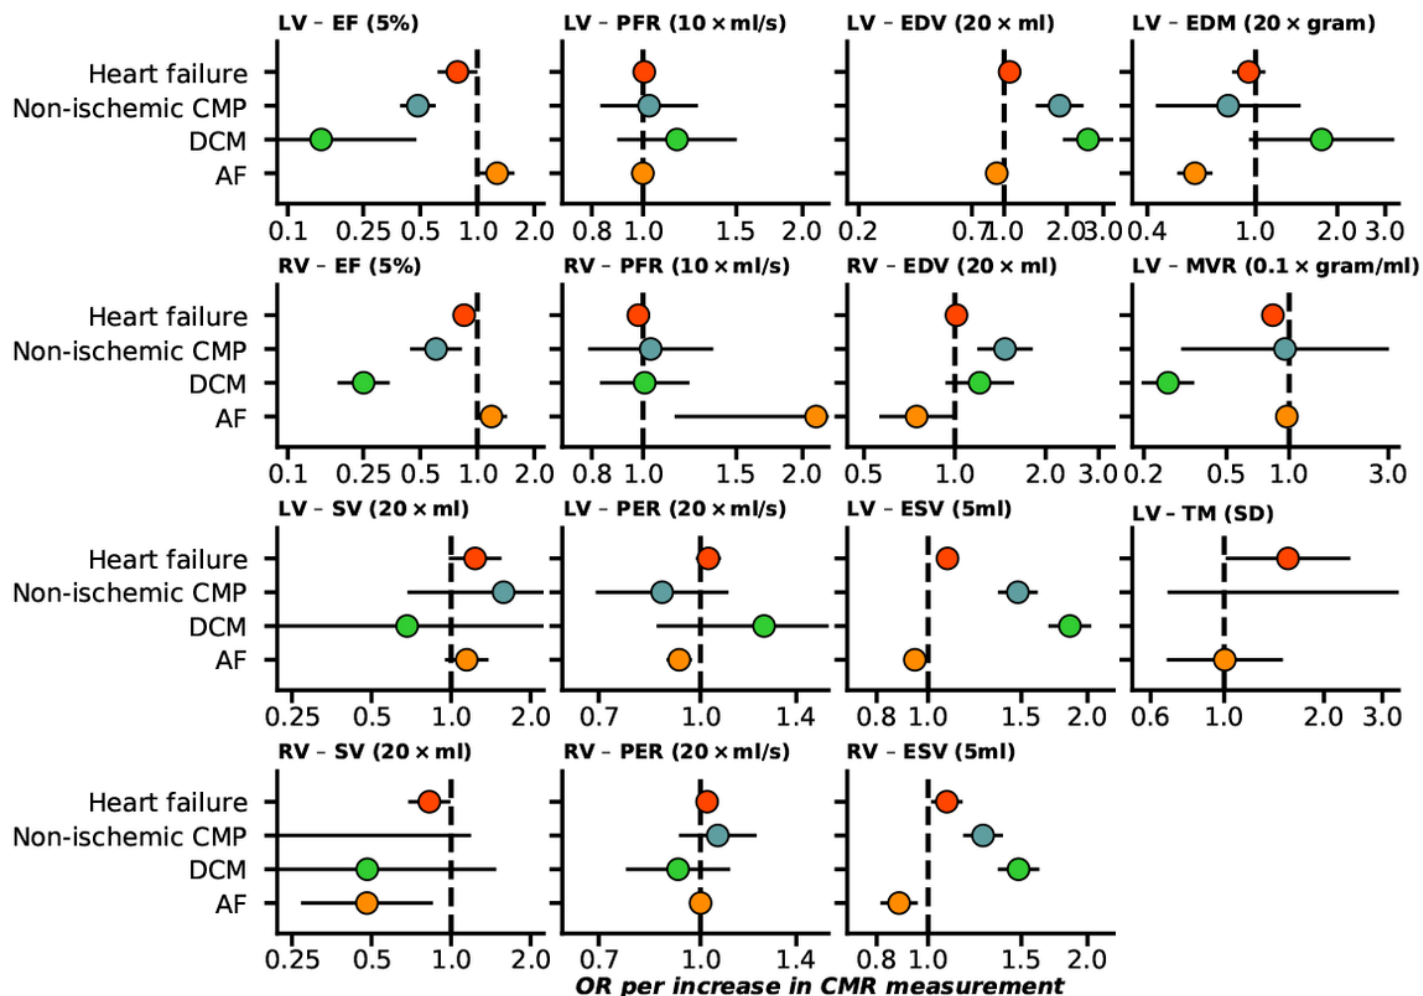 LV – EF (5%) LV – PFR (10 × ml/s) LV – EDV (20 × ml) LV – EDM (20 × gram)
Heart failure
Non-ischemic CMP
DCM
AF
0.1 0.25 0.5 1.0 2.0 0.8 1.0 1.5 2.0 0.2 0.7 1.0 2.0 3.0 0.4 1.0 2.0 3.0
RV – EF (5%) RV – PFR (10 × ml/s) RV – EDV (20 × ml) LV – MVR (0.1 × gram/ml)
Heart failure
Non-ischemic CMP
DCM
AF
0.1 0.25 0.5 1.0 2.0 0.8 1.0 1.5 2.0 0.5 1.0 2.0 3.0 0.2 0.5 1.0 3.0
LV – SV (20 × ml) LV – PER (20 × ml/s) LV – ESV (5ml) LV – TM (SD)
Heart failure
Non-ischemic CMP
DCM
AF
0.25 0.5 1.0 2.0 0.7 1.0 1.4 0.8 1.0 1.5 2.0 0.6 1.0 2.0 3.0
RV – SV (20 × ml) RV – PER (20 × ml/s) RV – ESV (5ml)
Heart failure
Non-ischemic CMP
DCM
AF
0.25 0.5 1.0 2.0 0.7 1.0 1.4 0.8 1.0 1.5 2.0
OR per increase in CMR measurement